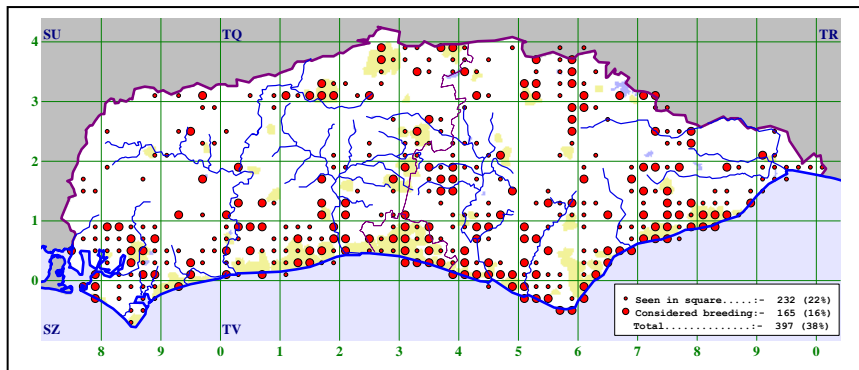 SU TQ TR
4
3
2
1
0
Seen in square.....:- 232 (22%)
Considered breeding:- 165 (16%)
Total..............:- 397 (38%)
SZ TV
8 9 0 1 2 3 4 5 6 7 8 9 0